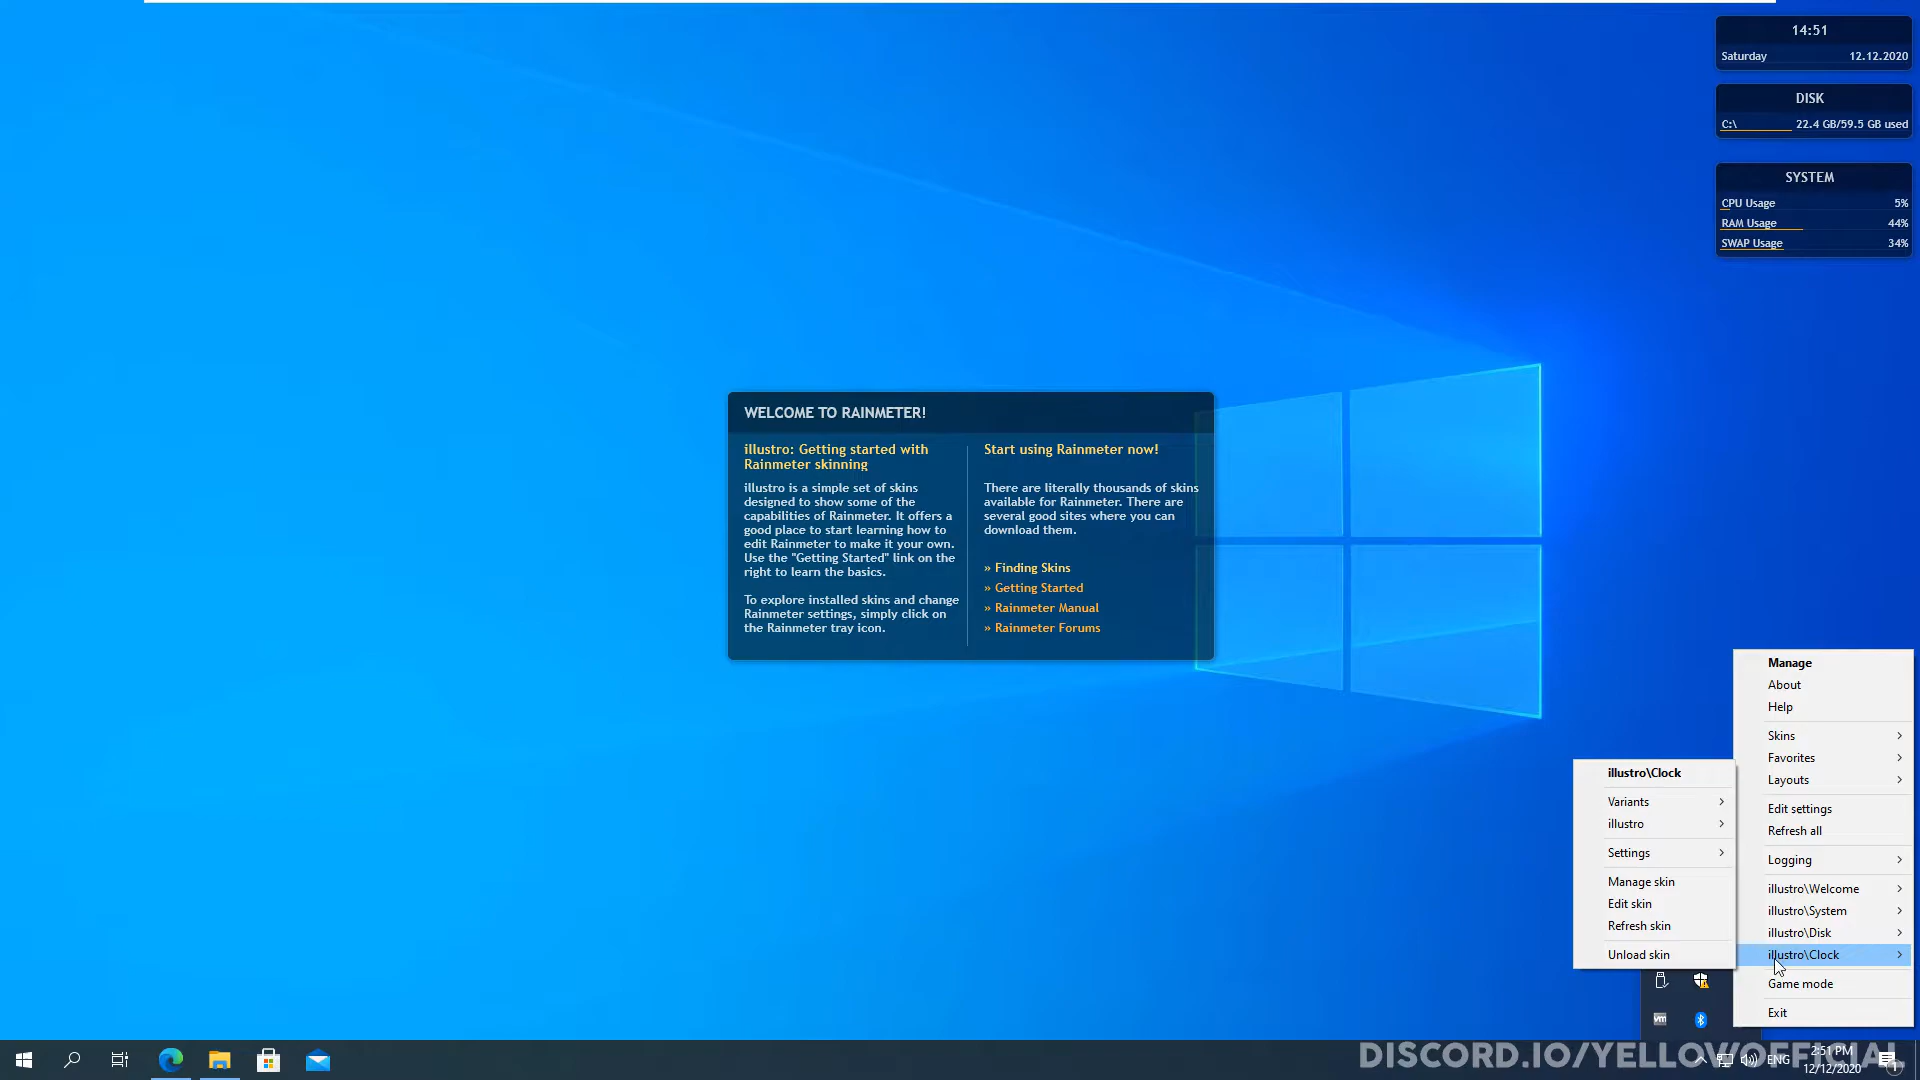 14:51
Saturday 12.12.2020
DISK
C:\ 22.4 GB/59.5 GB used
SYSTEM
CPU Usage 5%
RAM Usage 44%
SWAP Usage 34%
WELCOME TO RAINMETER!
illustro: Getting started with
Rainmeter skinning
illustro is a simple set of skins
designed to show some of the
capabilities of Rainmeter. It offers a
good place to start learning how to
edit Rainmeter to make it your own.
Use the "Getting Started" link on the
right to learn the basics.
To explore installed skins and change
Rainmeter settings, simply click on
the Rainmeter tray icon.
Start using Rainmeter now!
There are literally thousands of skins
available for Rainmeter. There are
several good sites where you can
download them.
» Finding Skins
» Getting Started
» Rainmeter Manual
» Rainmeter Forums
Manage
About
Help
Skins
Favorites
Layouts
Edit settings
Refresh all
Logging
illustro\Welcome
illustro\System
illustro\Disk
illustro\Clock
Game mode
Exit
illustro\Clock
Variants
illustro
Settings
Manage skin
Edit skin
Refresh skin
Unload skin
vm
DISCORD.IO/YELLOWOFFICIAL
ENG
2:51 PM
12/12/2020
1